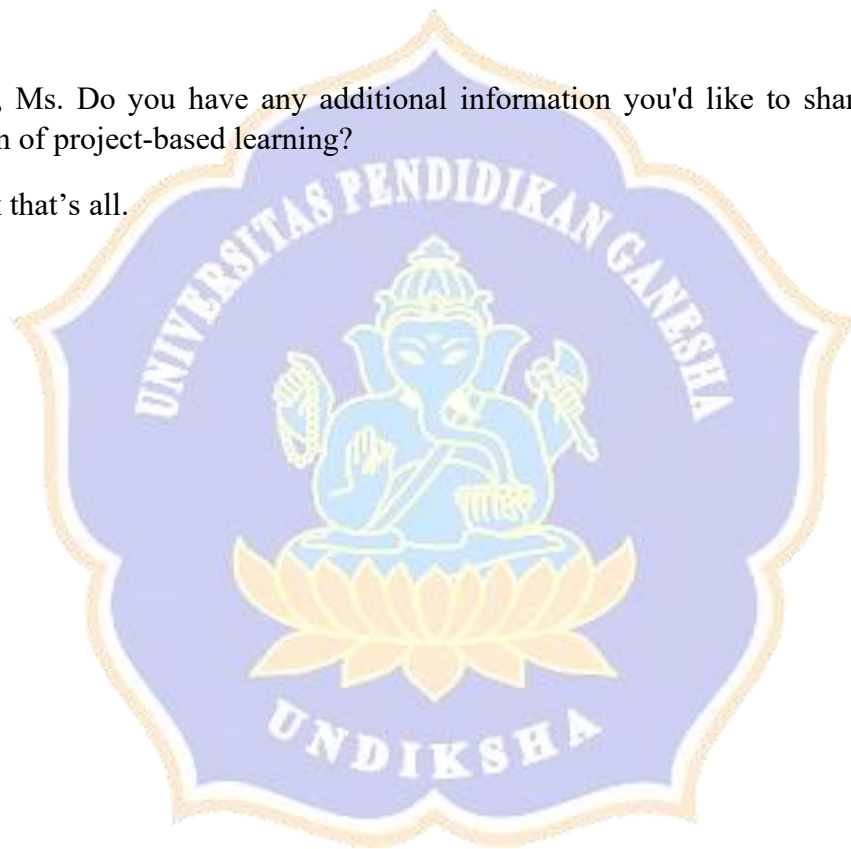 , Ms. Do you have any additional information you'd like to shar
n of project-based learning?
that's all.
UNIVERSITAS PENDIDIKAN GANESHA
UNDIKSHA